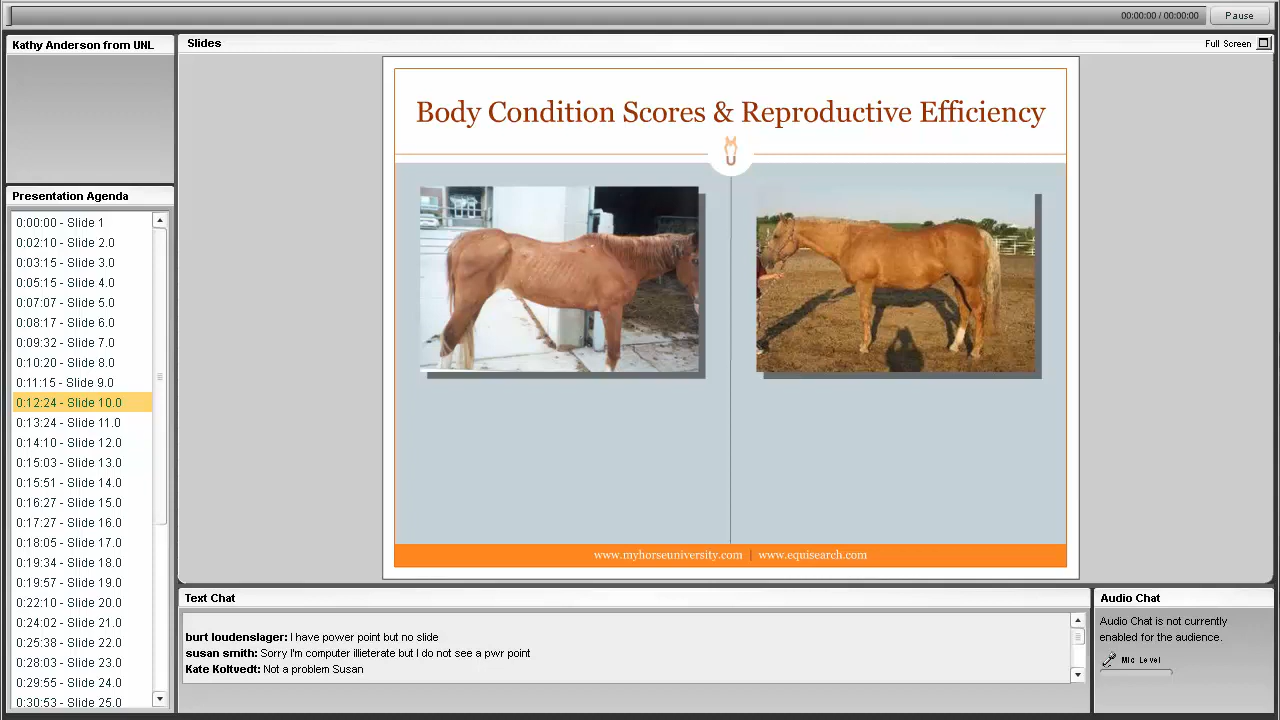 00:00:00 / 00:00:00
Pause
Kathy Anderson from UNL
Presentation Agenda
0:00:00 - Slide 1
0:02:10 - Slide 2.0
0:03:15 - Slide 3.0
0:05:15 - Slide 4.0
0:07:07 - Slide 5.0
0:08:17 - Slide 6.0
0:09:32 - Slide 7.0
0:10:20 - Slide 8.0
0:11:15 - Slide 9.0
0:12:24 - Slide 10.0
0:13:24 - Slide 11.0
0:14:10 - Slide 12.0
0:15:03 - Slide 13.0
0:15:51 - Slide 14.0
0:16:27 - Slide 15.0
0:17:27 - Slide 16.0
0:18:05 - Slide 17.0
0:19:34 - Slide 18.0
0:19:57 - Slide 19.0
0:22:10 - Slide 20.0
0:24:02 - Slide 21.0
0:25:38 - Slide 22.0
0:28:03 - Slide 23.0
0:29:55 - Slide 24.0
0:30:53 - Slide 25.0
Slides
Full Screen
Body Condition Scores & Reproductive Efficiency
www.myhorseuniversity.com | www.equisearch.com
Text Chat
burt loudenslager: I have power point but no slide
susan smith: Sorry I'm computer illieterate but I do not see a pwr point
Kate Koltvedt: Not a problem Susan
Audio Chat
Audio Chat is not currently
enabled for the audience.
Mic Level